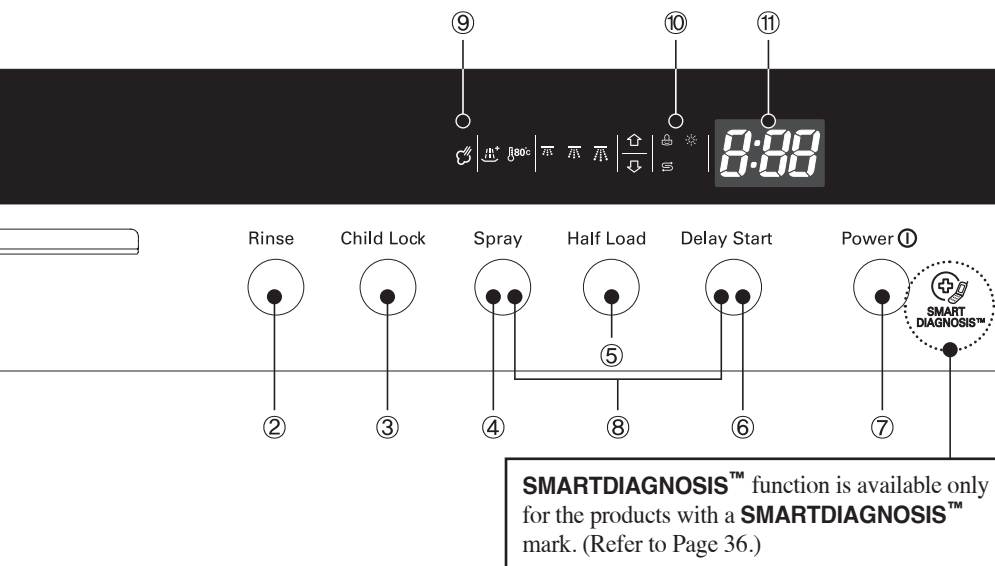 ⑨ ⑩ ⑪
80°c 8:88
Rinse Child Lock Spray Half Load Delay Start Power
SMART
DIAGNOSIS™
⑤
② ③ ④ ⑧ ⑥ ⑦
SMARTDIAGNOSIS™ function is available only
for the products with a SMARTDIAGNOSIS™
mark. (Refer to Page 36.)